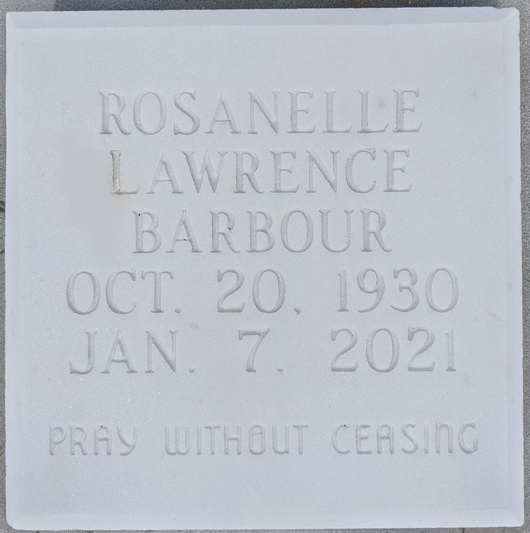 ROSANELLE
LAWRENCE
BARBOUR
OCT. 20, 1930
JAN. 7, 2021
PRAY WITHOUT CEASING